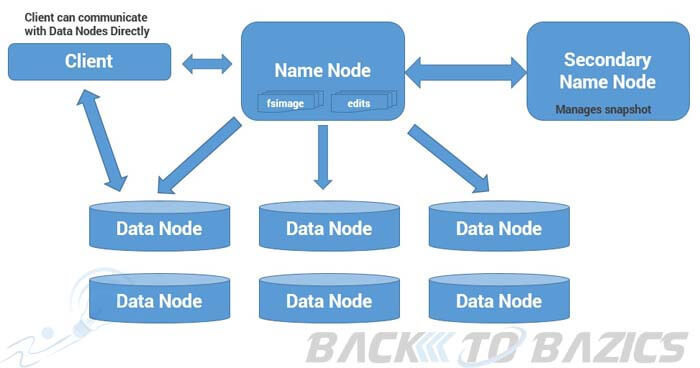 Client can communicate
with Data Nodes Directly
Client
Name Node
fsimage
edits
Secondary
Name Node
Manages snapshot
Data Node
Data Node
Data Node
Data Node
Data Node
Data Node
BACK TO BAZICS